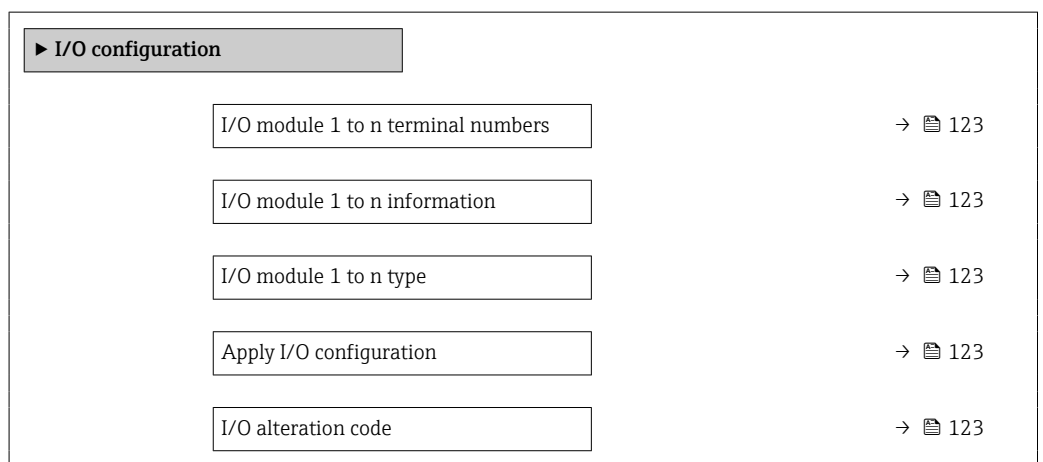 ▶ I/O configuration
I/O module 1 to n terminal numbers → 123
I/O module 1 to n information → 123
I/O module 1 to n type → 123
Apply I/O configuration → 123
I/O alteration code → 123